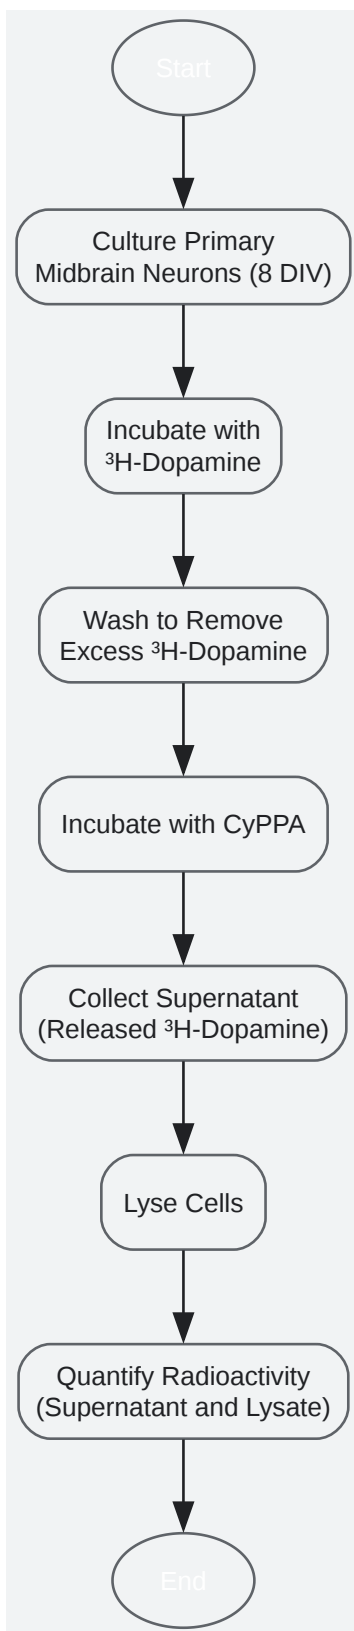 Start
Culture Primary
Midbrain Neurons (8 DIV)
Incubate with
³H-Dopamine
Wash to Remove
Excess ³H-Dopamine
Incubate with CyPPA
Collect Supernatant
(Released ³H-Dopamine)
Lyse Cells
Quantify Radioactivity
(Supernatant and Lysate)
End